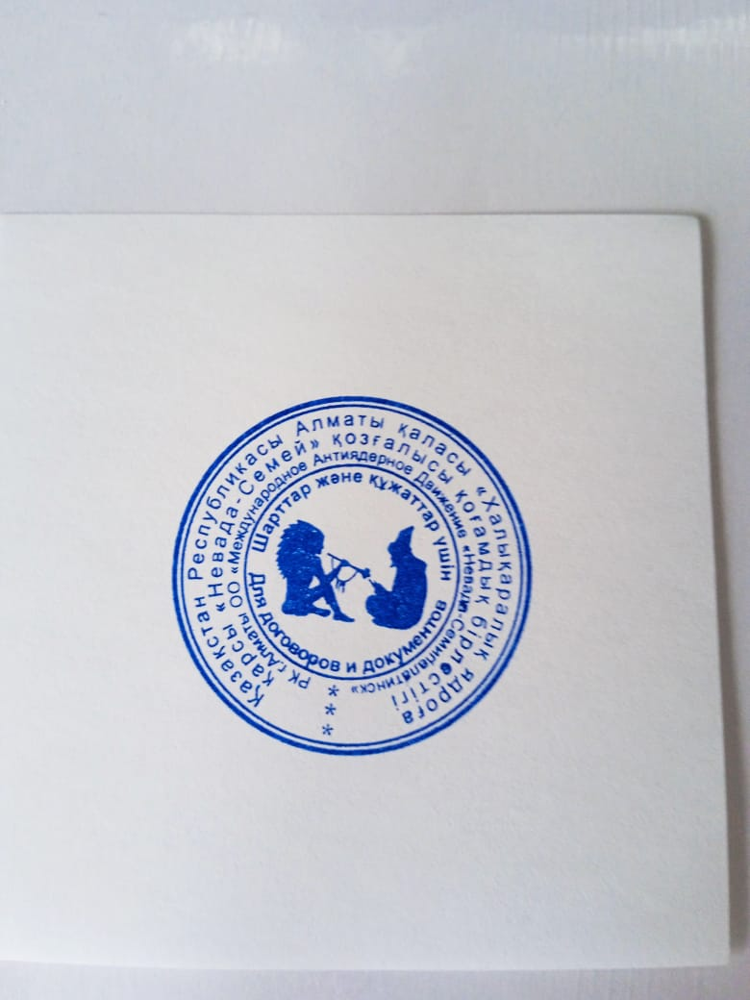 Қазақстан Республикасы Алматы қаласы «Халықаралық ядроға
қарсы «Невада-Семей» қозғалысы қоғамдық бірлестігі
РК г.Алматы ОО «Международное Антиядерное Движение «Невада-Семипалатинск»
Шарттар және құжаттар үшін
Для договоров и документов
* * *